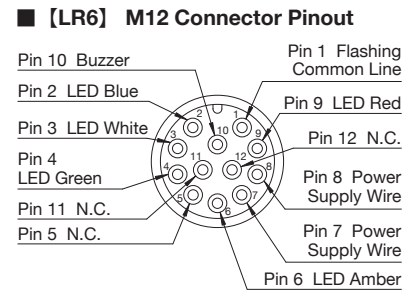 ■【LR6】 M12 Connector Pinout
Pin 10 Buzzer
Pin 2 LED Blue
Pin 3 LED White
Pin 4
LED Green
Pin 11 N.C.
Pin 5 N.C.
Pin 1 Flashing
Common Line
Pin 9 LED Red
Pin 12 N.C.
Pin 8 Power
Supply Wire
Pin 7 Power
Supply Wire
Pin 6 LED Amber
2
1
10
3
9
11
12
4
8
5
7
6